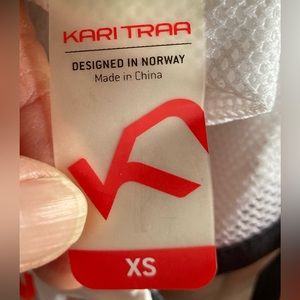 KARI TRAA
DESIGNED IN NORWAY
Made in China
XS